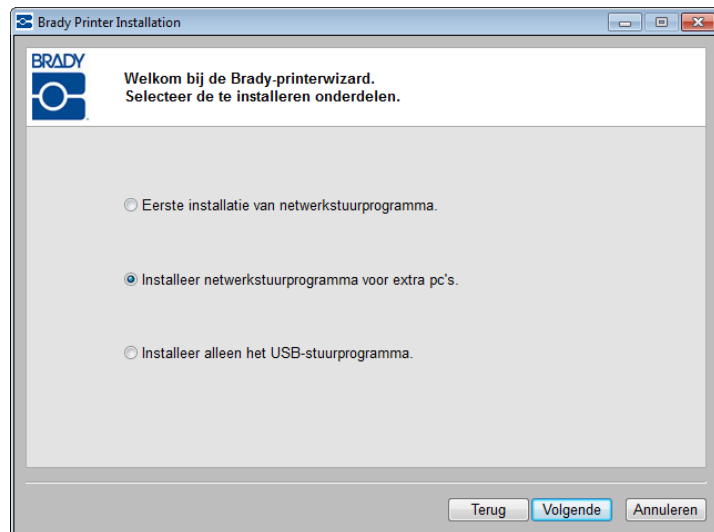 Brady Printer Installation
BRADY
Welkom bij de Brady-printerwizard.
Selecteer de te installeren onderdelen.
Eerste installatie van netwerkstuurprogramma.
Installeer netwerkstuurprogramma voor extra pc's.
Installeer alleen het USB-stuurprogramma.
Terug Volgende Annuleren